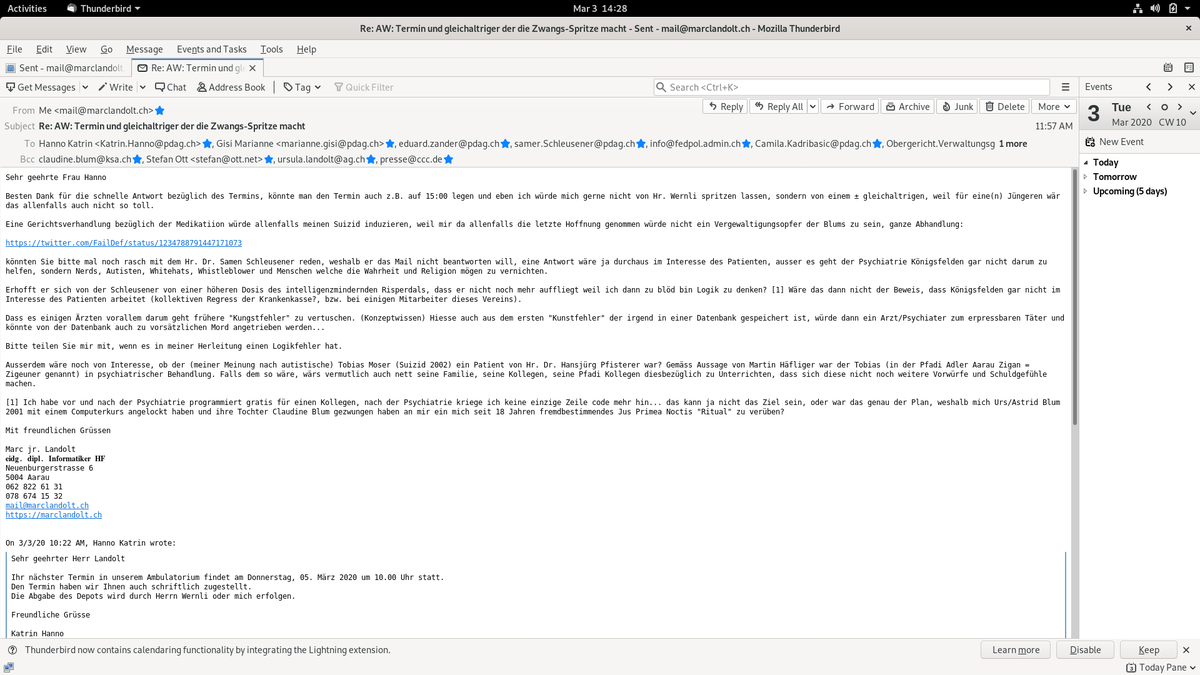 Activities Thunderbird Mar 3 14:28
Re: AW: Termin und gleichaltriger der die Zwangs-Spritze macht - Sent - mail@marclandolt.ch - Mozilla Thunderbird
File Edit View Go Message Events and Tasks Tools Help
Sent - mail@marclandolt Re: AW: Termin und gl
Get Messages Write Chat Address Book Tag Quick Filter Search <Ctrl+K> Events
From Me <mail@marclandolt.ch> Reply Reply All Forward Archive Junk Delete More
3 Tue
Mar 2020 CW 10
Subject Re: AW: Termin und gleichaltriger der die Zwangs-Spritze macht 11:57 AM
To Hanno Katrin <Katrin.Hanno@pdag.ch>, Gisi Marianne <marianne.gisi@pdag.ch>, eduard.zander@pdag.ch, samer.Schleusener@pdag.ch, info@fedpol.admin.ch, Camila.Kadribasic@pdag.ch, Obergericht.Verwaltungsg 1 more
New Event
Bcc claudine.blum@ksa.ch, Stefan Ott <stefan@ott.net>, ursula.landolt@ag.ch, presse@ccc.de
Today
Tomorrow
Upcoming (5 days)
Sehr geehrte Frau Hanno
Besten Dank für die schnelle Antwort bezüglich des Termins, könnte man den Termin auch z.B. auf 15:00 legen und eben ich würde mich gerne nicht von Hr. Wernli spritzen lassen, sondern von einem ± gleichaltrigen, weil für eine(n) Jüngeren wär
das allenfalls auch nicht so toll.
Eine Gerichtsverhandlung bezüglich der Medikatiion würde allenfalls meinen Suizid induzieren, weil mir da allenfalls die letzte Hoffnung genommen würde nicht ein Vergewaltigungsopfer der Blums zu sein, ganze Abhandlung:
https://twitter.com/FailDef/status/1234788791447171073
könnten Sie bitte mal noch rasch mit dem Hr. Dr. Samen Schleusener reden, weshalb er das Mail nicht beantworten will, eine Antwort wäre ja durchaus im Interesse des Patienten, ausser es geht der Psychiatrie Königsfelden gar nicht darum zu
helfen, sondern Nerds, Autisten, Whitehats, Whistleblower und Menschen welche die Wahrheit und Religion mögen zu vernichten.
Erhofft er sich von der Schleusener von einer höheren Dosis des intelligenzmindernden Risperdals, dass er nicht noch mehr auffliegt weil ich dann zu blöd bin Logik zu denken? [1] Wäre das dann nicht der Beweis, dass Königsfelden gar nicht im
Interesse des Patienten arbeitet (kollektiven Regress der Krankenkasse?, bzw. bei einigen Mitarbeiter dieses Vereins).
Dass es einigen Ärzten vorallem darum geht frühere "Kungstfehler" zu vertuschen. (Konzeptwissen) Hiesse auch aus dem ersten "Kunstfehler" der irgend in einer Datenbank gespeichert ist, würde dann ein Arzt/Psychiater zum erpressbaren Täter und
könnte von der Datenbank auch zu vorsätzlichen Mord angetrieben werden...
Bitte teilen Sie mir mit, wenn es in meiner Herleitung einen Logikfehler hat.
Ausserdem wäre noch von Interesse, ob der (meiner Meinung nach autistische) Tobias Moser (Suizid 2002) ein Patient von Hr. Dr. Hansjürg Pfisterer war? Gemäss Aussage von Martin Häfliger war der Tobias (in der Pfadi Adler Aarau Zigan =
Zigeuner genannt) in psychiatrischer Behandlung. Falls dem so wäre, wärs vermutlich auch nett seine Familie, seine Kollegen, seine Pfadi Kollegen diesbezüglich zu Unterrichten, dass sich diese nicht noch weitere Vorwürfe und Schuldgefühle
machen.
[1] Ich habe vor und nach der Psychiatrie programmiert gratis für einen Kollegen, nach der Psychiatrie kriege ich keine einzige Zeile code mehr hin... das kann ja nicht das Ziel sein, oder war das genau der Plan, weshalb mich Urs/Astrid Blum
2001 mit einem Computerkurs angelockt haben und ihre Tochter Claudine Blum gezwungen haben an mir ein mich seit 18 Jahren fremdbestimmendes Jus Primea Noctis "Ritual" zu verüben?
Mit freundlichen Grüssen
Marc jr. Landolt
eidg. dipl. Informatiker HF
Neuenburgerstrasse 6
5004 Aarau
062 822 61 31
078 674 15 32
mail@marclandolt.ch
https://marclandolt.ch
On 3/3/20 10:22 AM, Hanno Katrin wrote:
Sehr geehrter Herr Landolt
Ihr nächster Termin in unserem Ambulatorium findet am Donnerstag, 05. März 2020 um 10.00 Uhr statt.
Den Termin haben wir Ihnen auch schriftlich zugestellt.
Die Abgabe des Depots wird durch Herrn Wernli oder mich erfolgen.
Freundliche Grüsse
Katrin Hanno
Thunderbird now contains calendaring functionality by integrating the Lightning extension. Learn more Disable Keep
Today Pane